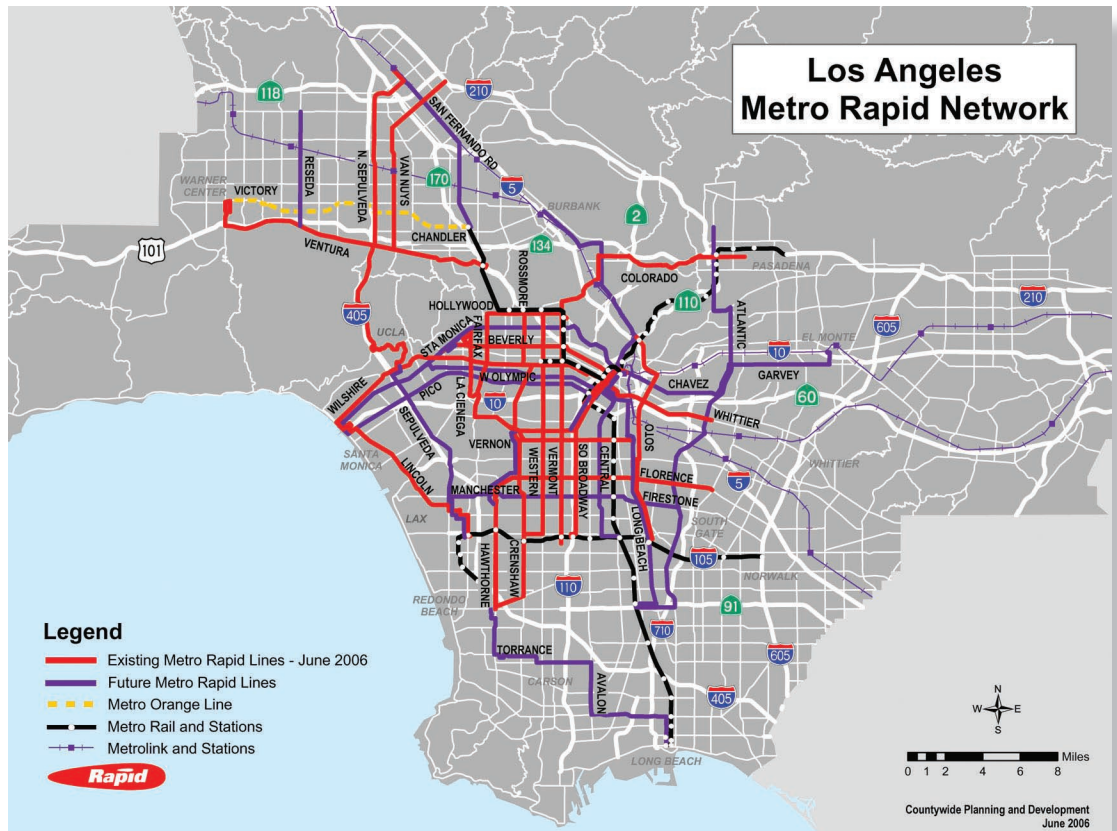 Los Angeles
Metro Rapid Network
118
210
SAN FERNANDO RD
WARNER
CENTER
VICTORY
RESEDA
N. SEPULVEDA
VAN NUYS
170
5
BURBANK
2
101
VENTURA
CHANDLER
134
ROSSMORE
COLORADO
PASADENA
405
HOLLYWOOD
110
210
UCLA
STA MONICA
FAIRFAX
BEVERLY
ATLANTIC
605
EL MONTE
10
WILSHIRE
PICO
W OLYMPIC
LA CIENEGA
10
CHAVEZ
GARVEY
60
WHITTIER
SANTA
MONICA
SEPULVEDA
LINCOLN
VERNON
WESTERN
VERMONT
SO BROADWAY
CENTRAL
SOTO
WHITTIER
MANCHESTER
FLORENCE
FIRESTONE
5
LAX
SOUTH
GATE
LONG BEACH
HAWTHORNE
CRENSHAW
105
NORWALK
REDONDO
BEACH
110
91
710
605
TORRANCE
CARSON
AVALON
405
LONG BEACH
Legend
Existing Metro Rapid Lines - June 2006
Future Metro Rapid Lines
Metro Orange Line
Metro Rail and Stations
Metrolink and Stations
Rapid
N
W E
S
Miles
0 1 2 4 6 8
Countywide Planning and Development
June 2006